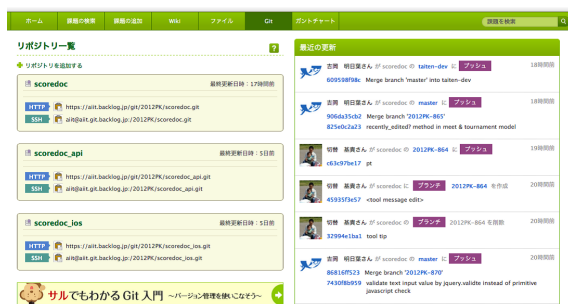 ホーム 課題の検索 課題の追加 Wiki ファイル Git ガントチャート 課題を検索
リポジトリ一覧 ?
リポジトリを追加する
scoredoc 最終更新日時：17時間前
HTTP https://aiit.backlog.jp/git/2012PK/scoredoc.git
SSH aiit@aiit.git.backlog.jp:/2012PK/scoredoc.git
scoredoc_api 最終更新日時：5日前
HTTP https://aiit.backlog.jp/git/2012PK/scoredoc_api.git
SSH aiit@aiit.git.backlog.jp:/2012PK/scoredoc_api.git
scoredoc_ios 最終更新日時：5日前
HTTP https://aiit.backlog.jp/git/2012PK/scoredoc_ios.git
SSH aiit@aiit.git.backlog.jp:/2012PK/scoredoc_ios.git
サルでもわかる Git 入門 〜バージョン管理を使いこなそう〜
最近の更新
吉岡 明日葉さん が scoredoc の taiten-dev に プッシュ 18時間前
609598f98c Merge branch 'master' into taiten-dev
吉岡 明日葉さん が scoredoc の master に プッシュ 18時間前
906da35cb2 Merge branch '2012PK-865'
825e0c2a23 recently_edited? method in meet & tournament model
切替 基貴さん が scoredoc の 2012PK-864 に プッシュ 19時間前
c63c97be17 pt
切替 基貴さん が scoredoc に ブランチ 2012PK-864 を作成 20時間前
45935f3c57 <tool message edit>
切替 基貴さん が scoredoc の ブランチ 2012PK-864 を削除 20時間前
32994e1ba1 tool tip
吉岡 明日葉さん が scoredoc の master に プッシュ 20時間前
86816ff523 Merge branch '2012PK-870'
7430f8b959 validate text input value by jquery.validte instead of primitive
javascript check